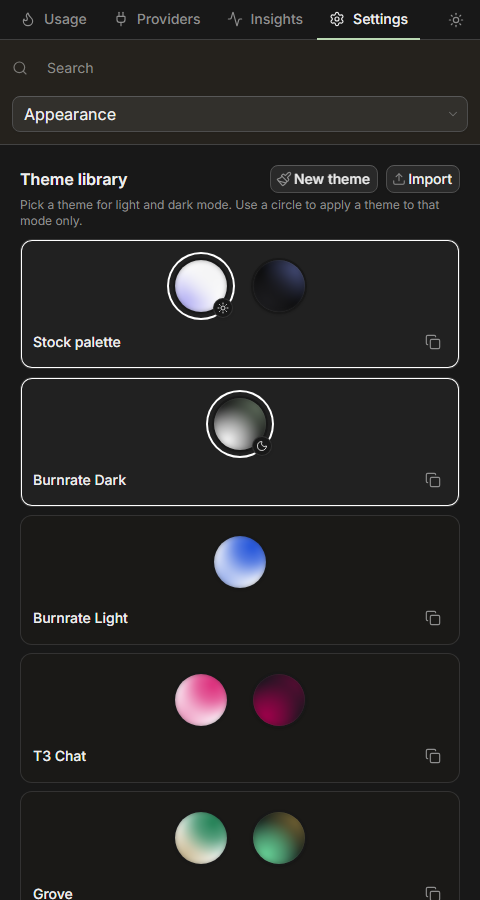 Usage Providers Insights Settings
Search
Appearance
Theme library New theme Import
Pick a theme for light and dark mode. Use a circle to apply a theme to that
mode only.
Stock palette
Burnrate Dark
Burnrate Light
T3 Chat
Grove